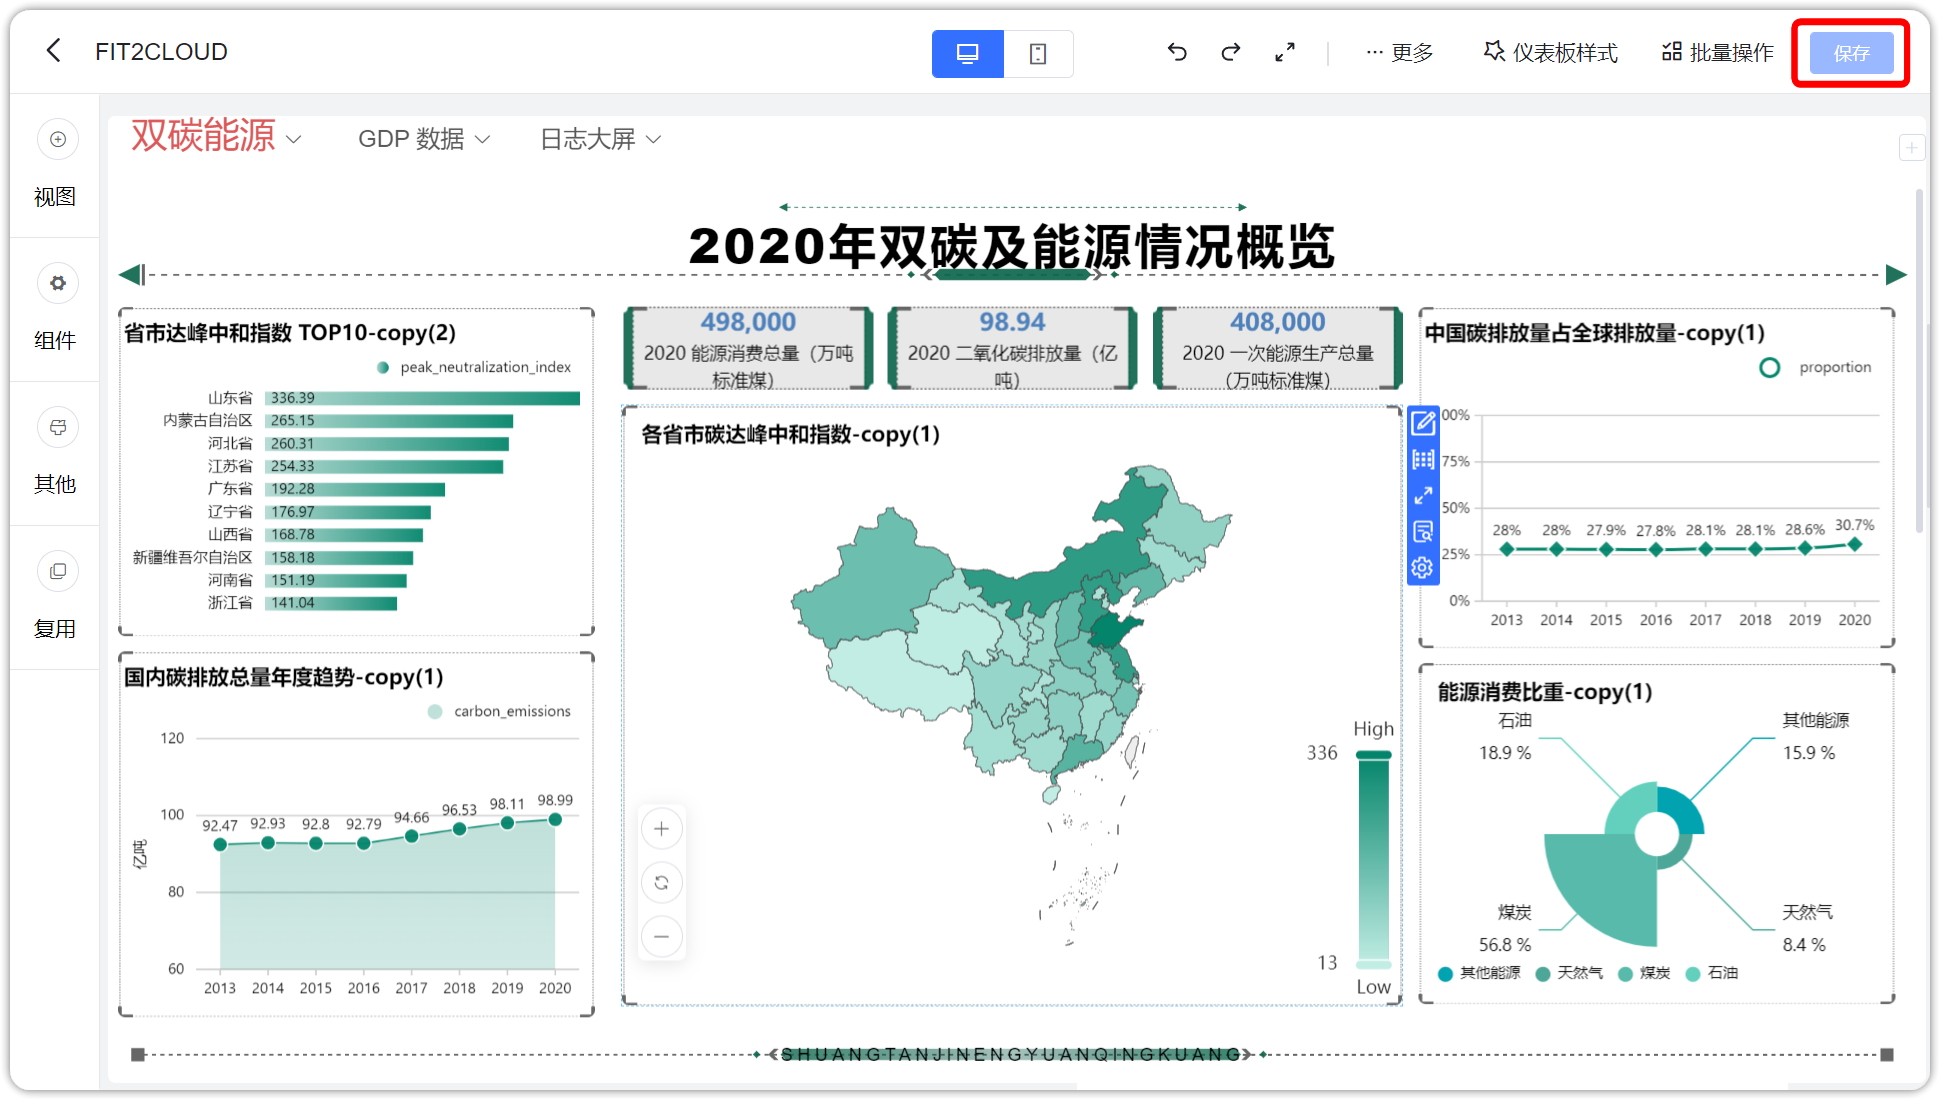 FIT2CLOUD
更多
仪表板样式
批量操作
保存
视图
组件
其他
复用
双碳能源
GDP 数据
日志大屏
2020年双碳及能源情况概览
省市达峰中和指数 TOP10-copy(2)
peak_neutralization_index
山东省 336.39
内蒙古自治区 265.15
河北省 260.31
江苏省 254.33
广东省 192.28
辽宁省 176.97
山西省 168.78
新疆维吾尔自治区 158.18
河南省 151.19
浙江省 141.04
国内碳排放总量年度趋势-copy(1)
carbon_emissions
亿吨
120
100
80
60
92.47 92.93 92.8 92.79 94.66 96.53 98.11 98.99
2013 2014 2015 2016 2017 2018 2019 2020
498,000
2020 能源消费总量（万吨
标准煤）
98.94
2020 二氧化碳排放量（亿
吨）
408,000
2020 一次能源生产总量
（万吨标准煤）
各省市碳达峰中和指数-copy(1)
High
336
13
Low
中国碳排放量占全球排放量-copy(1)
proportion
00%
75%
50%
25%
0%
28% 28% 27.9% 27.8% 28.1% 28.1% 28.6% 30.7%
2013 2014 2015 2016 2017 2018 2019 2020
能源消费比重-copy(1)
石油
18.9 %
其他能源
15.9 %
煤炭
56.8 %
天然气
8.4 %
其他能源 天然气 煤炭 石油
SHUANGTANJINENGYUANQINGKUANG